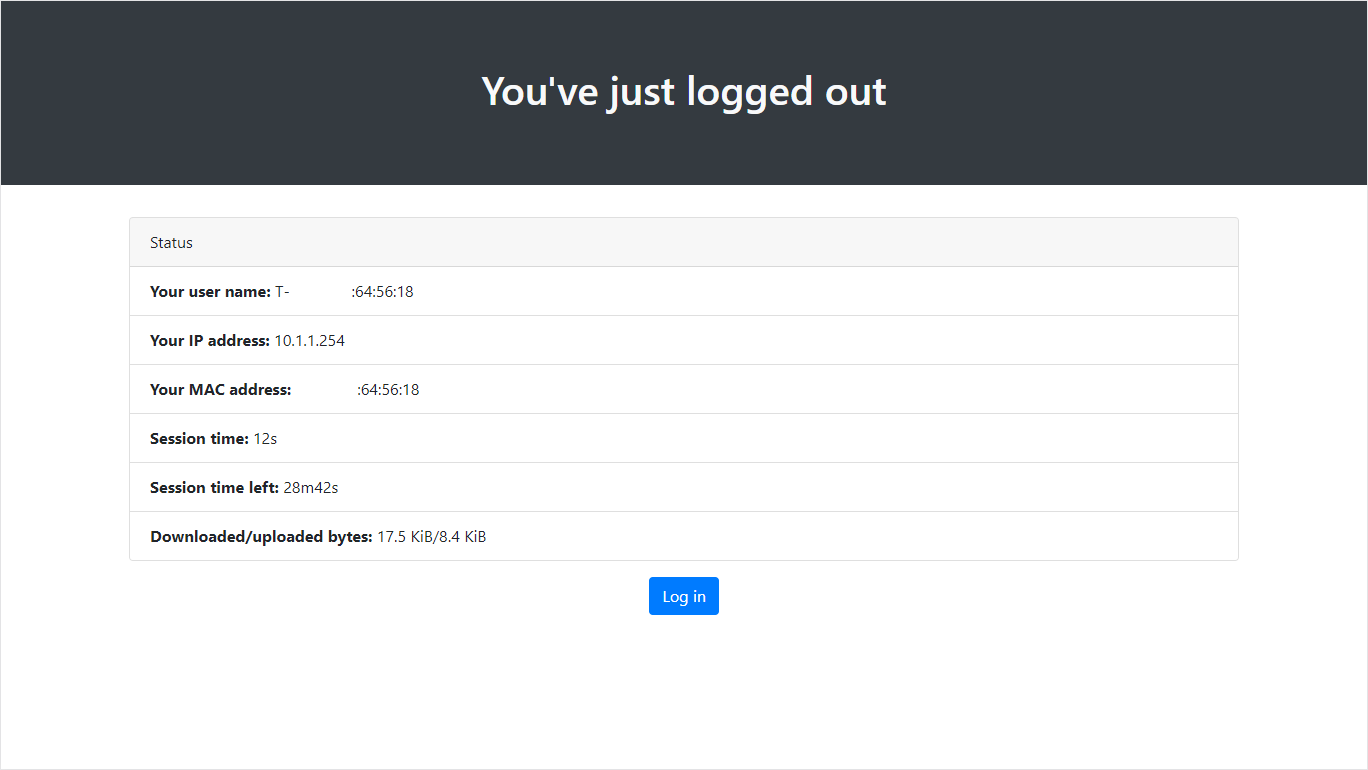 You've just logged out
Status
Your user name: T- :64:56:18
Your IP address: 10.1.1.254
Your MAC address: :64:56:18
Session time: 12s
Session time left: 28m42s
Downloaded/uploaded bytes: 17.5 KiB/8.4 KiB
Log in